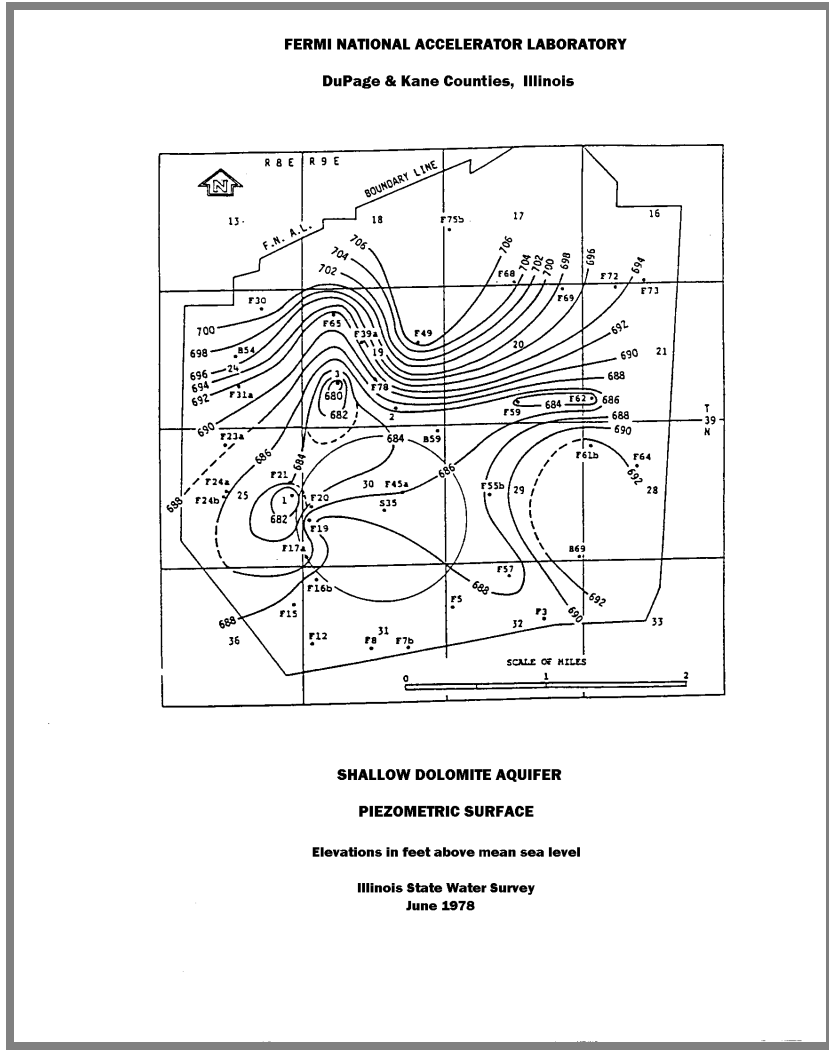 FERMI NATIONAL ACCELERATOR LABORATORY
DuPage & Kane Counties, Illinois
R 8 E R 9 E
N
BOUNDARY LINE
F.N.A.L.
13
18
17
16
F75b
706
704
702
706
704
702
700
698
696
694
F68
F69
F72
F73
F30
F65
F39a
19
F49
20
21
700
698
696
694
692
690
B54
24
F31a
692
690
688
686
688
690
3
680
682
F78
2
F59
684
F62
T
39
N
F23a
684
B59
686
F61b
F64
692
28
686
684
F21
F24a
F24b
25
688
1
682
F20
30
F45a
S35
F19
F17a
F55b
29
B69
F16b
F57
688
F5
F3
690
692
F15
688
36
F12
31
F8
F7b
32
33
SCALE OF MILES
0
1
2
SHALLOW DOLOMITE AQUIFER
PIEZOMETRIC SURFACE
Elevations in feet above mean sea level
Illinois State Water Survey
June 1978